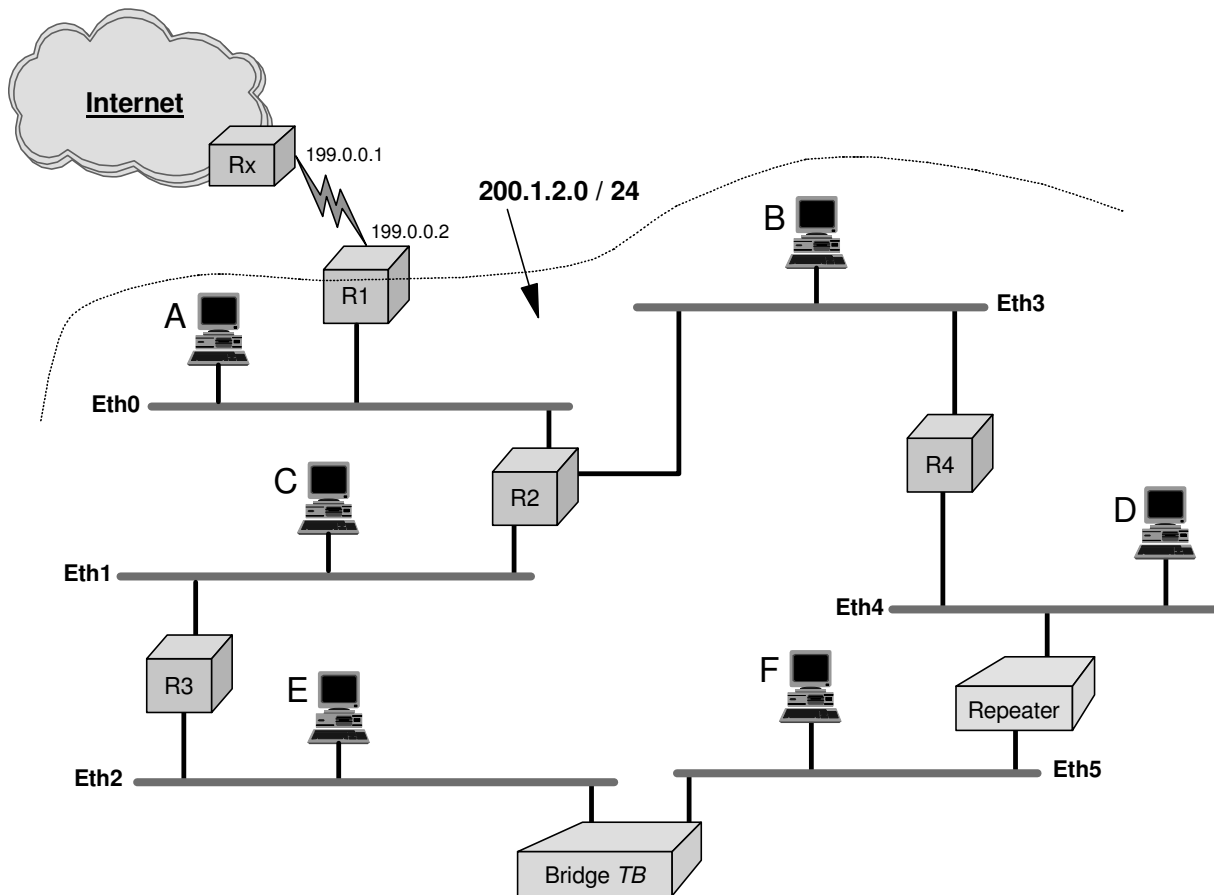 Internet
Rx
199.0.0.1
200.1.2.0 / 24
199.0.0.2
B
R1
A
Eth3
Eth0
R4
C
R2
D
Eth1
Eth4
R3
E
F
Repeater
Eth2
Eth5
Bridge TB